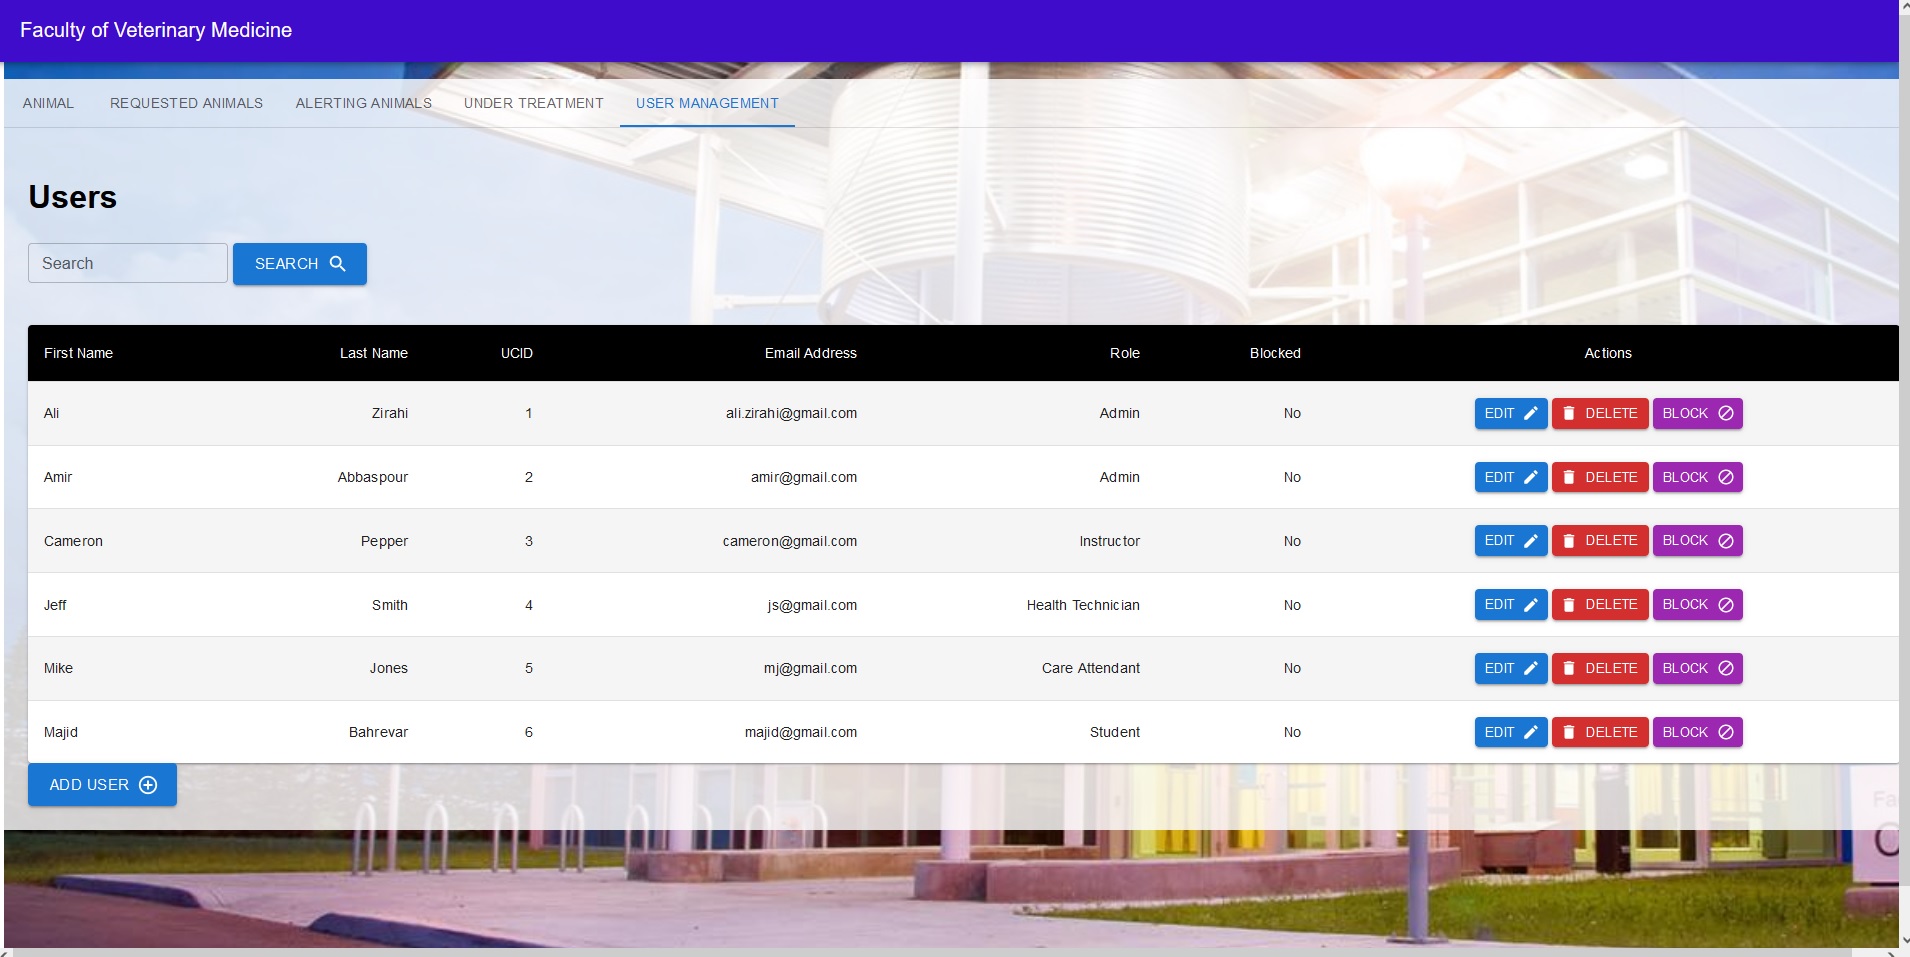 Faculty of Veterinary Medicine
ANIMAL REQUESTED ANIMALS ALERTING ANIMALS UNDER TREATMENT USER MANAGEMENT
Users
Search SEARCH
First Name Last Name UCID Email Address Role Blocked Actions
Ali Zirahi 1 ali.zirahi@gmail.com Admin No EDIT DELETE BLOCK
Amir Abbaspour 2 amir@gmail.com Admin No EDIT DELETE BLOCK
Cameron Pepper 3 cameron@gmail.com Instructor No EDIT DELETE BLOCK
Jeff Smith 4 js@gmail.com Health Technician No EDIT DELETE BLOCK
Mike Jones 5 mj@gmail.com Care Attendant No EDIT DELETE BLOCK
Majid Bahrevar 6 majid@gmail.com Student No EDIT DELETE BLOCK
ADD USER